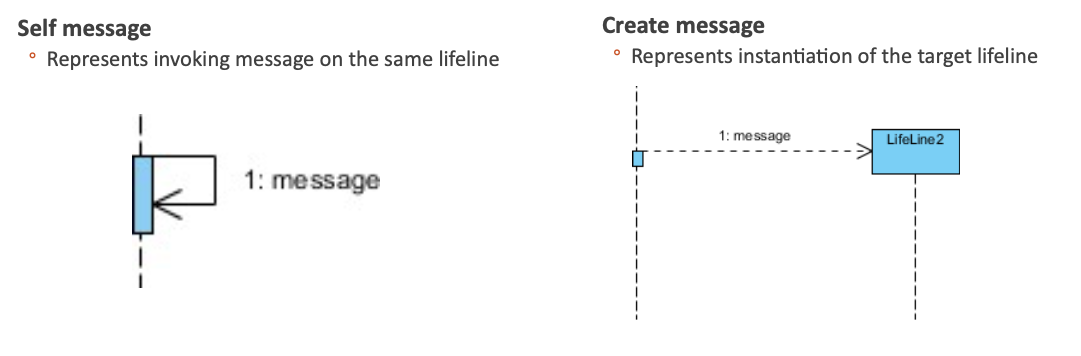 Self message
° Represents invoking message on the same lifeline
1: message
Create message
° Represents instantiation of the target lifeline
1: message
LifeLine2